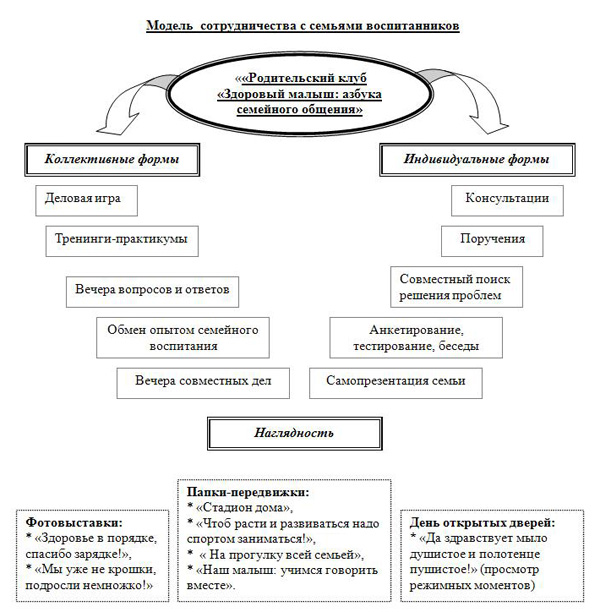 Модель сотрудничества с семьями воспитанников
««Родительский клуб
«Здоровый малыш: азбука
семейного общения»
Коллективные формы
Индивидуальные формы
Деловая игра
Консультации
Тренинги-практикумы
Поручения
Вечера вопросов и ответов
Совместный поиск
решения проблем
Обмен опытом семейного
воспитания
Анкетирование,
тестирование, беседы
Вечера совместных дел
Самопрезентация семьи
Наглядность
Фотовыставки:
* «Здоровье в порядке,
спасибо зарядке!»,
* «Мы уже не крошки,
подросли немножко!»
Папки-передвижки:
* «Стадион дома»,
* «Чтоб расти и развиваться надо
спортом заниматься!»,
* « На прогулку всей семьей»,
* «Наш малыш: учимся говорить
вместе».
День открытых дверей:
* «Да здравствует мыло
душистое и полотенце
пушистое!» (просмотр
режимных моментов)